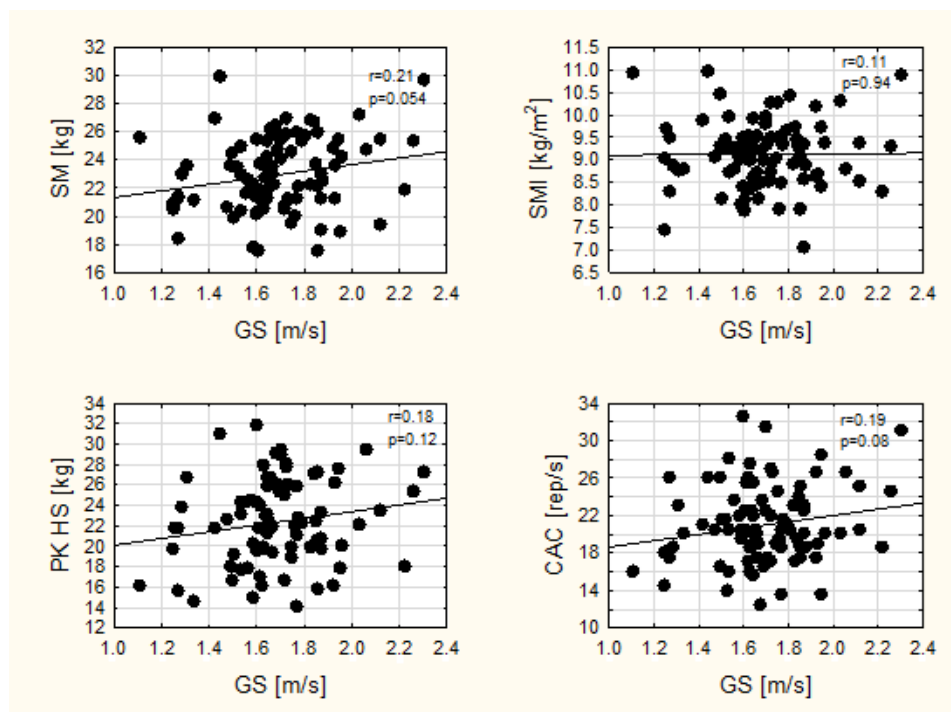 32
30
28
26
24
22
20
18
16
SM [kg]
r=0.21
p=0.054
1.0 1.2 1.4 1.6 1.8 2.0 2.2 2.4
GS [m/s]
11.5
11.0
10.5
10.0
9.5
9.0
8.5
8.0
7.5
7.0
6.5
SMI [kg/m²]
r=0.11
p=0.94
1.0 1.2 1.4 1.6 1.8 2.0 2.2 2.4
GS [m/s]
34
32
30
28
26
24
22
20
18
16
14
12
PK HS [kg]
r=0.18
p=0.12
1.0 1.2 1.4 1.6 1.8 2.0 2.2 2.4
GS [m/s]
34
30
26
22
18
14
10
CAC [rep/s]
r=0.19
p=0.08
1.0 1.2 1.4 1.6 1.8 2.0 2.2 2.4
GS [m/s]